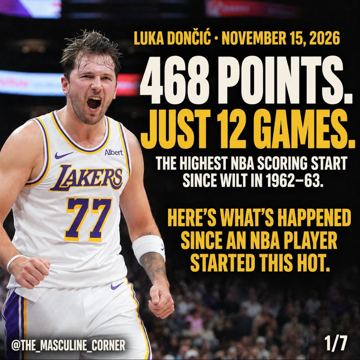 LUKA DONČIĆ • NOVEMBER 15, 2026
468 POINTS.
JUST 12 GAMES.
THE HIGHEST NBA SCORING START
SINCE WILT IN 1962–63.
HERE'S WHAT'S HAPPENED
SINCE AN NBA PLAYER
STARTED THIS HOT.
Albert
LAKERS
77
@THE_MASCULINE_CORNER
1/7